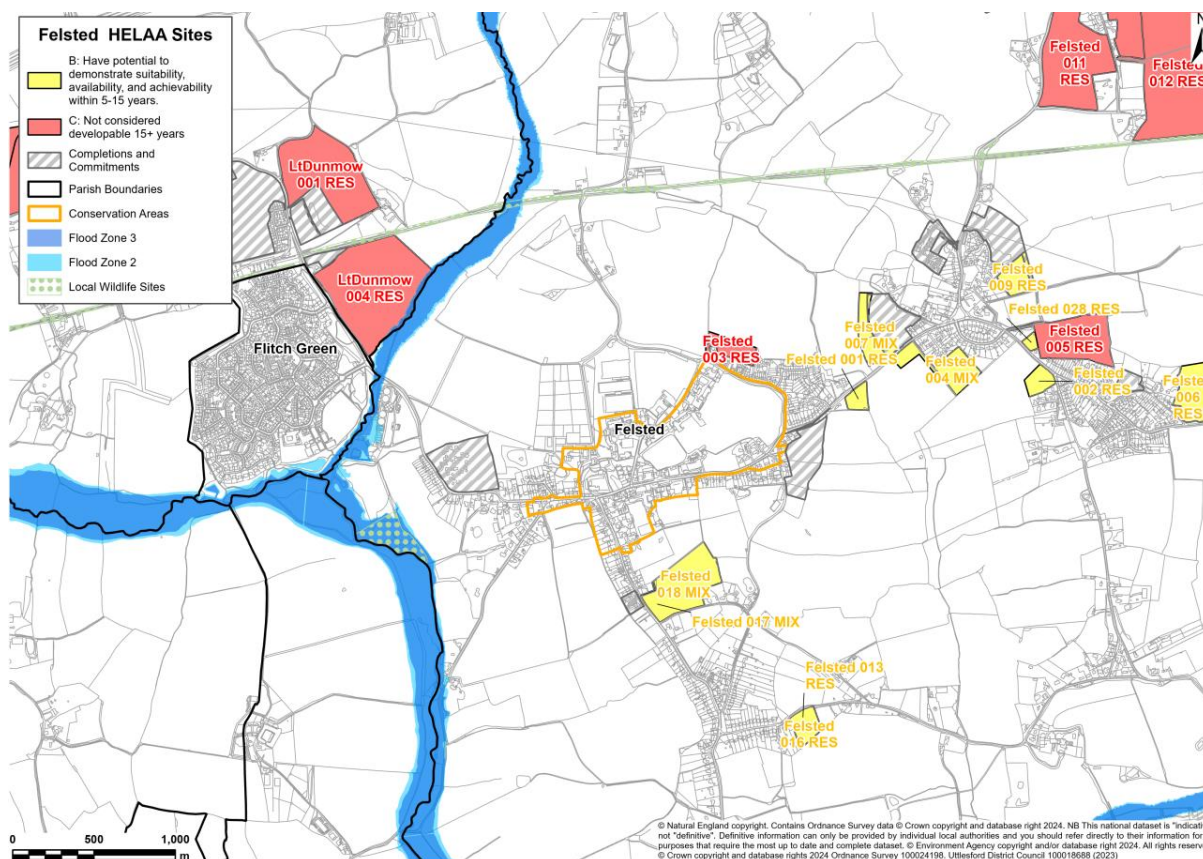 Felsted HELAA Sites
B: Have potential to
demonstrate suitability,
availability, and achievability
within 5-15 years.
C: Not considered
developable 15+ years
Completions and
Commitments
Parish Boundaries
Conservation Areas
Flood Zone 3
Flood Zone 2
Local Wildlife Sites
N
Felsted
011
RES
Felsted
012 RES
LtDunmow
001 RES
LtDunmow
004 RES
Flitch Green
Felsted
009 RES
Felsted 028 RES
Felsted
005 RES
Felsted
003 RES
Felsted
007 MIX
Felsted 001 RES
Felsted
004 MIX
Felsted
002 RES
Felste
006
RES
Felsted
Felsted
018 MIX
Felsted 017 MIX
Felsted 013
RES
Felsted
016 RES
0 500 1,000
m
© Natural England copyright. Contains Ordnance Survey data © Crown copyright and database right 2024. NB This national dataset is "indicati
not "definitive". Definitive information can only be provided by individual local authorities and you should refer directly to their information for
purposes that require the most up to date and complete dataset. © Environment Agency copyright and/or database right 2024. All rights reserv
© Crown copyright and database rights 2024 Ordnance Survey 100024198. Uttlesford District Council 100018688 (2023)